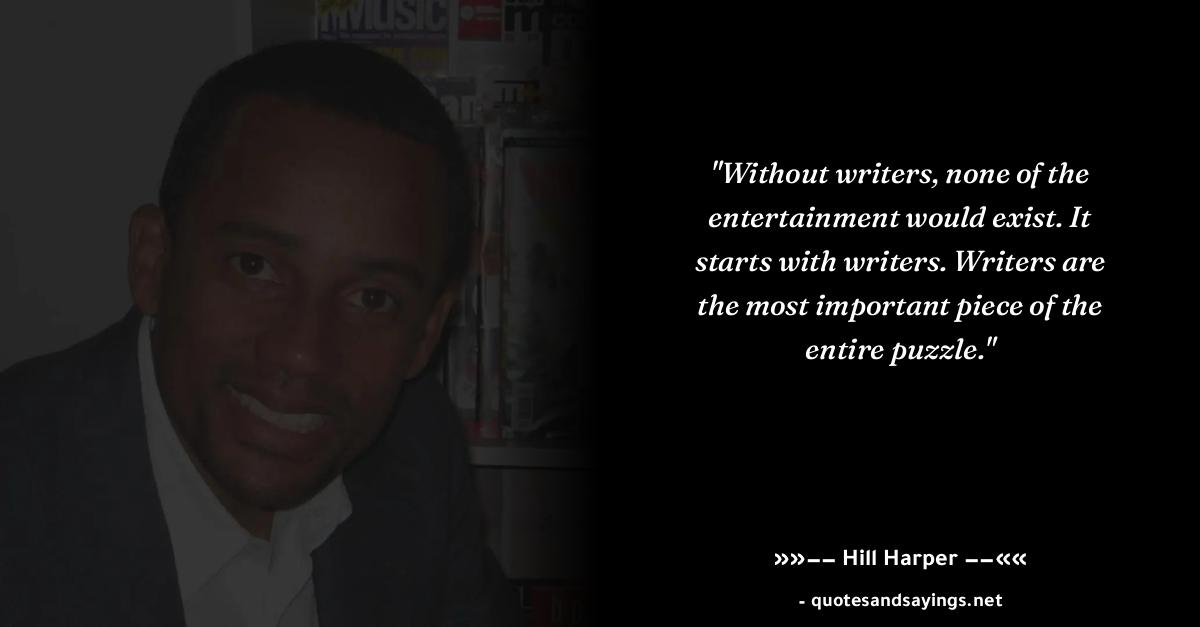 MUSIC
"Without writers, none of the
entertainment would exist. It
starts with writers. Writers are
the most important piece of the
entire puzzle."
»»–– Hill Harper ––««
- quotesandsayings.net